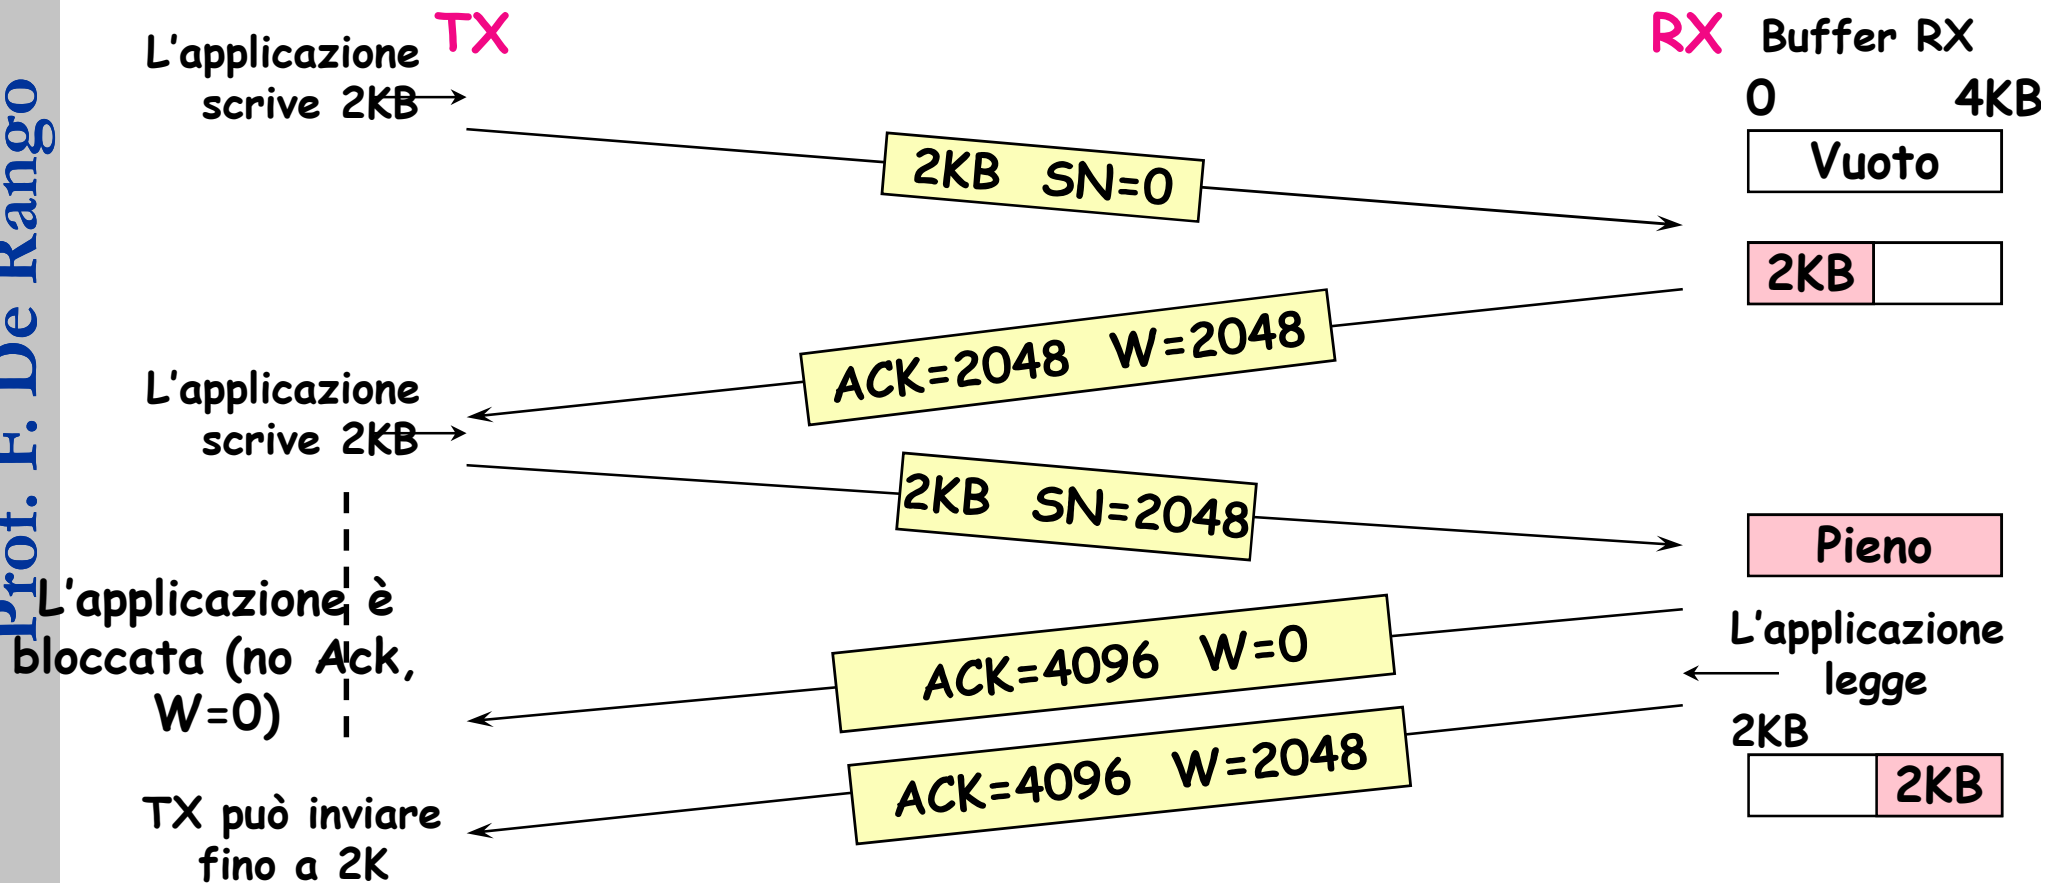 Prof. F. De Rango
TX
RX
Buffer RX
L'applicazione
scrive 2KB
0 4KB
Vuoto
2KB SN=0
2KB
ACK=2048 W=2048
L'applicazione
scrive 2KB
2KB SN=2048
Pieno
L'applicazione è
bloccata (no Ack,
W=0)
ACK=4096 W=0
L'applicazione
legge
2KB
ACK=4096 W=2048
2KB
TX può inviare
fino a 2K